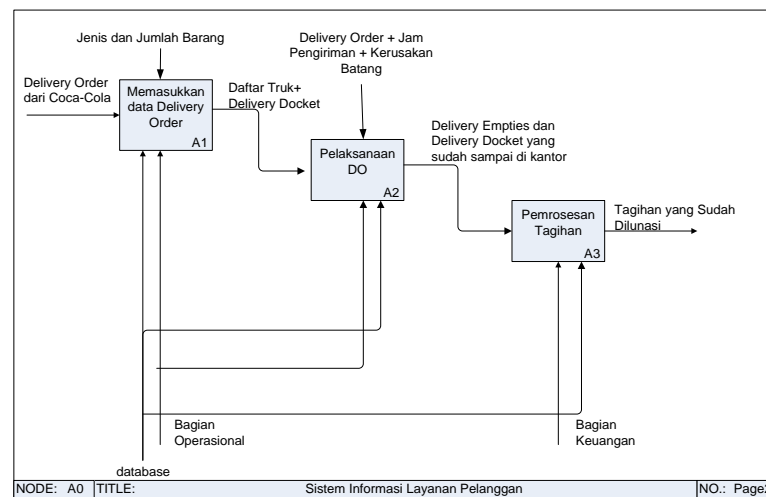 Jenis dan Jumlah Barang
Delivery Order + Jam
Pengiriman + Kerusakan
Batang
Delivery Order
dari Coca-Cola
Memasukkan
data Delivery
Order
A1
Daftar Truk+
Delivery Docket
Pelaksanaan
DO
A2
Delivery Empties dan
Delivery Docket yang
sudah sampai di kantor
Pemrosesan
Tagihan
A3
Tagihan yang Sudah
Dilunasi
Bagian
Operasional
Bagian
Keuangan
database
NODE: A0 TITLE: Sistem Informasi Layanan Pelanggan NO.: Page